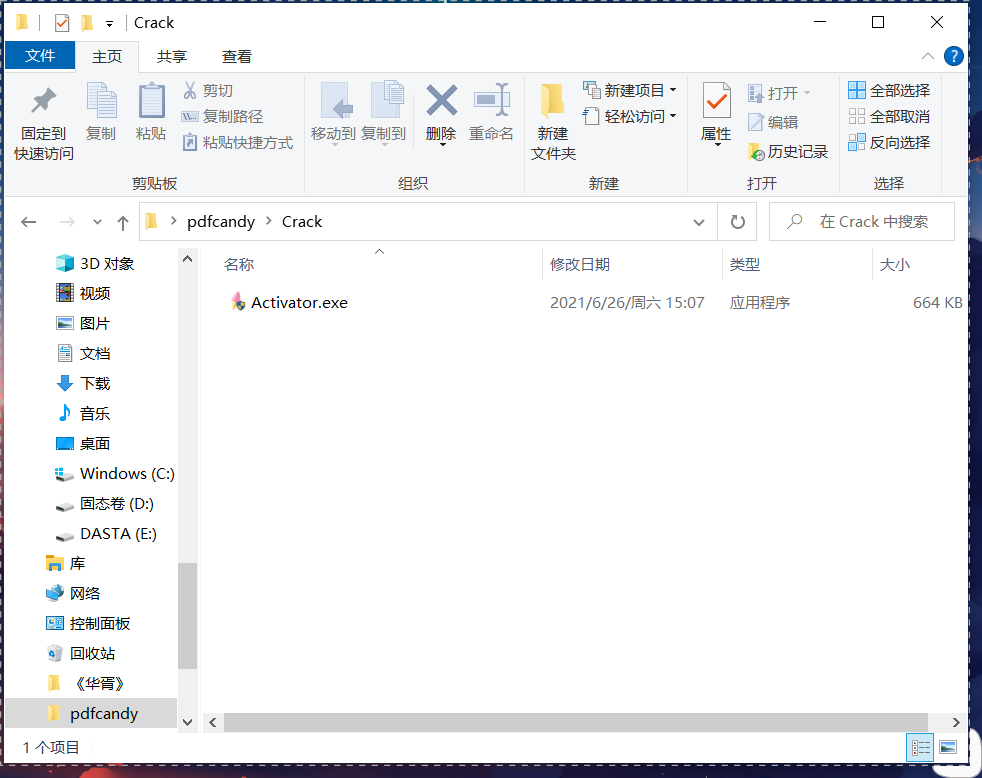 Crack
文件 主页 共享 查看
固定到快速访问
复制
粘贴
剪切
复制路径
粘贴快捷方式
剪贴板
移动到
复制到
删除
重命名
组织
新建文件夹
新建项目
轻松访问
新建
属性
打开
编辑
历史记录
打开
全部选择
全部取消
反向选择
选择
pdfcandy > Crack
在 Crack 中搜索
名称 修改日期 类型 大小
Activator.exe 2021/6/26/周六 15:07 应用程序 664 KB
3D 对象
视频
图片
文档
下载
音乐
桌面
Windows (C:)
固态卷 (D:)
DASTA (E:)
库
网络
控制面板
回收站
《华胥》
pdfcandy
1 个项目